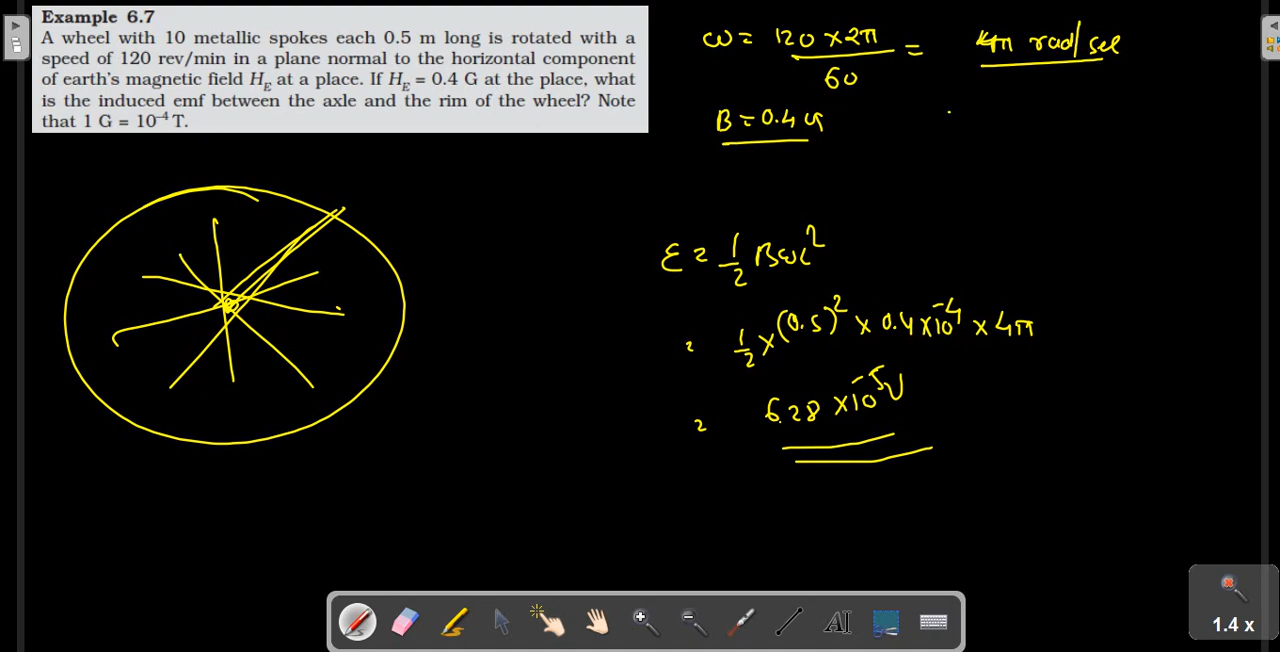 Example 6.7
A wheel with 10 metallic spokes each 0.5 m long is rotated with a
speed of 120 rev/min in a plane normal to the horizontal component
of earth's magnetic field H_E at a place. If H_E = 0.4 G at the place, what
is the induced emf between the axle and the rim of the wheel? Note
that 1 G = 10⁻⁴ T.
ω = 120 × 2π / 60 = 4π rad/sec
B = 0.4 G
ε = 1/2 BωL²
= 1/2 × (0.5)² × 0.4 × 10⁻⁴ × 4π
= 6.28 × 10⁻⁵ V
AI
1.4 x